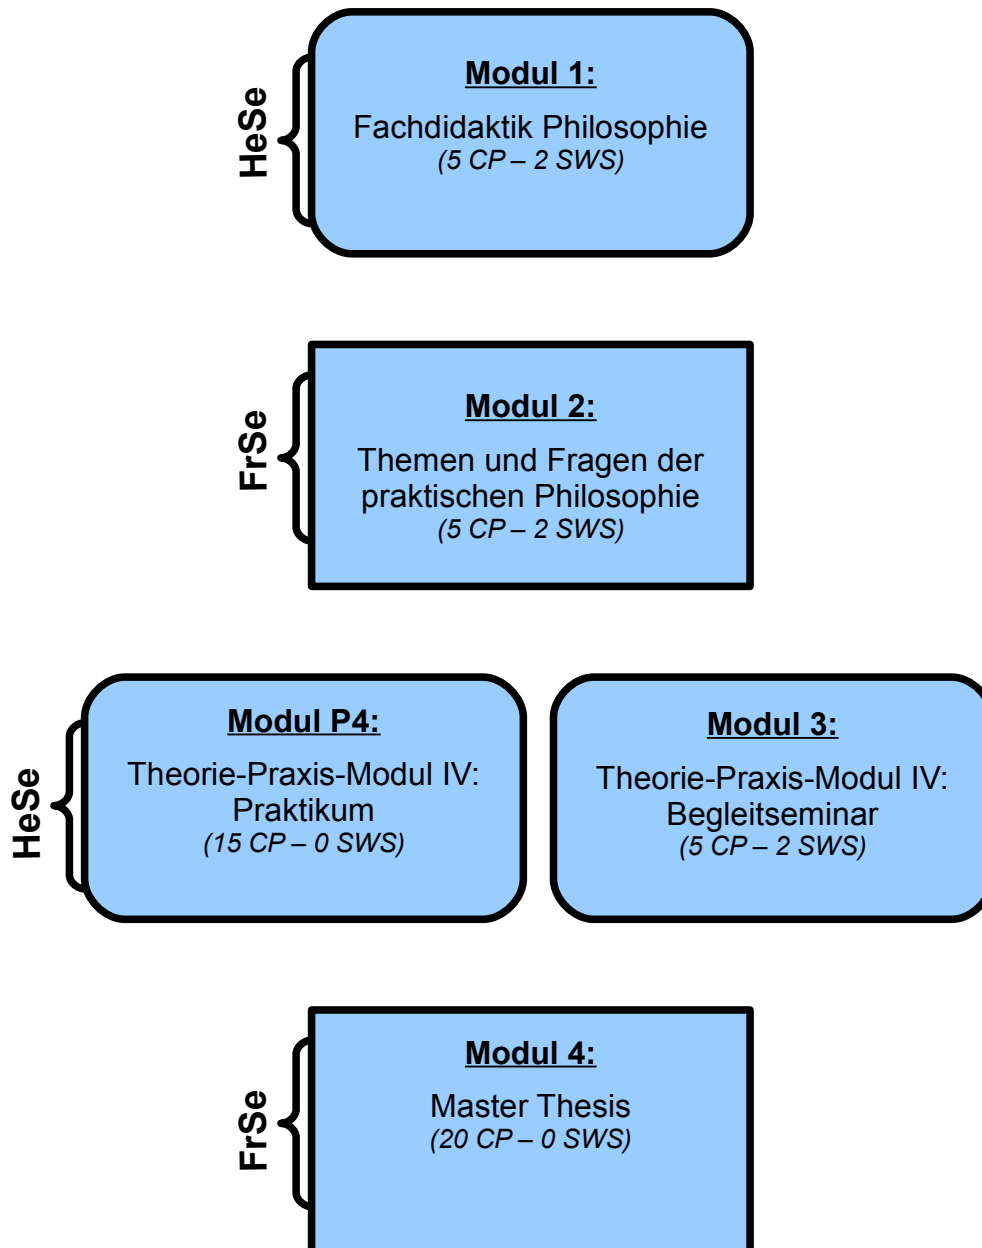 HeSe
Modul 1:
Fachdidaktik Philosophie
(5 CP – 2 SWS)
FrSe
Modul 2:
Themen und Fragen der
praktischen Philosophie
(5 CP – 2 SWS)
HeSe
Modul P4:
Theorie-Praxis-Modul IV:
Praktikum
(15 CP – 0 SWS)
Modul 3:
Theorie-Praxis-Modul IV:
Begleitseminar
(5 CP – 2 SWS)
FrSe
Modul 4:
Master Thesis
(20 CP – 0 SWS)